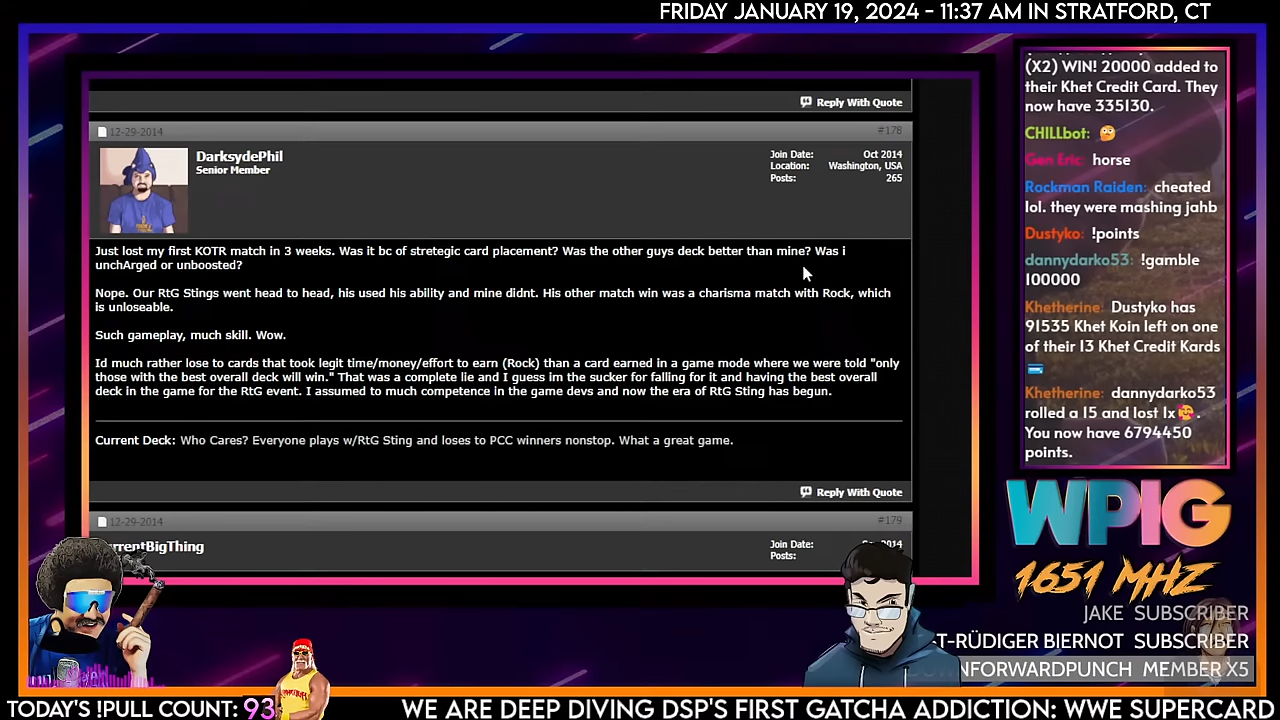 FRIDAY JANUARY 19, 2024 - 11:37 AM IN STRATFORD, CT
Reply With Quote
12-29-2014
#178
DarksydePhil
Senior Member
Join Date: Oct 2014
Location: Washington, USA
Posts: 265
Just lost my first KOTR match in 3 weeks. Was it bc of stretegic card placement? Was the other guys deck better than mine? Was i
unchArged or unboosted?
Nope. Our RtG Stings went head to head, his used his ability and mine didnt. His other match win was a charisma match with Rock, which
is unloseable.
Such gameplay, much skill. Wow.
Id much rather lose to cards that took legit time/money/effort to earn (Rock) than a card earned in a game mode where we were told "only
those with the best overall deck will win." That was a complete lie and I guess im the sucker for falling for it and having the best overall
deck in the game for the RtG event. I assumed to much competence in the game devs and now the era of RtG Sting has begun.
Current Deck: Who Cares? Everyone plays w/RtG Sting and loses to PCC winners nonstop. What a great game.
Reply With Quote
12-29-2014
#179
rrentBigThing
Join Date: 2014
Posts:
(X2) WIN! 20000 added to
their Khet Credit Card. They
now have 335130.
CHILLbot:
Gen Eric: horse
Rockman Raiden: cheated
lol. they were mashing jahb
Dustyko: !points
dannydarko53: !gamble
100000
Khetherine: Dustyko has
91535 Khet Koin left on one
of their 13 Khet Credit Kards
Khetherine: dannydarko53
rolled a 15 and lost 1x .
You now have 6794450
points.
WPIG
1651 MHZ
JAKE SUBSCRIBER
T-RÜDIGER BIERNOT SUBSCRIBER
NFORWARDPUNCH MEMBER X5
TODAY'S !PULL COUNT: 93
WE ARE DEEP DIVING DSP'S FIRST GATCHA ADDICTION: WWE SUPERCARD